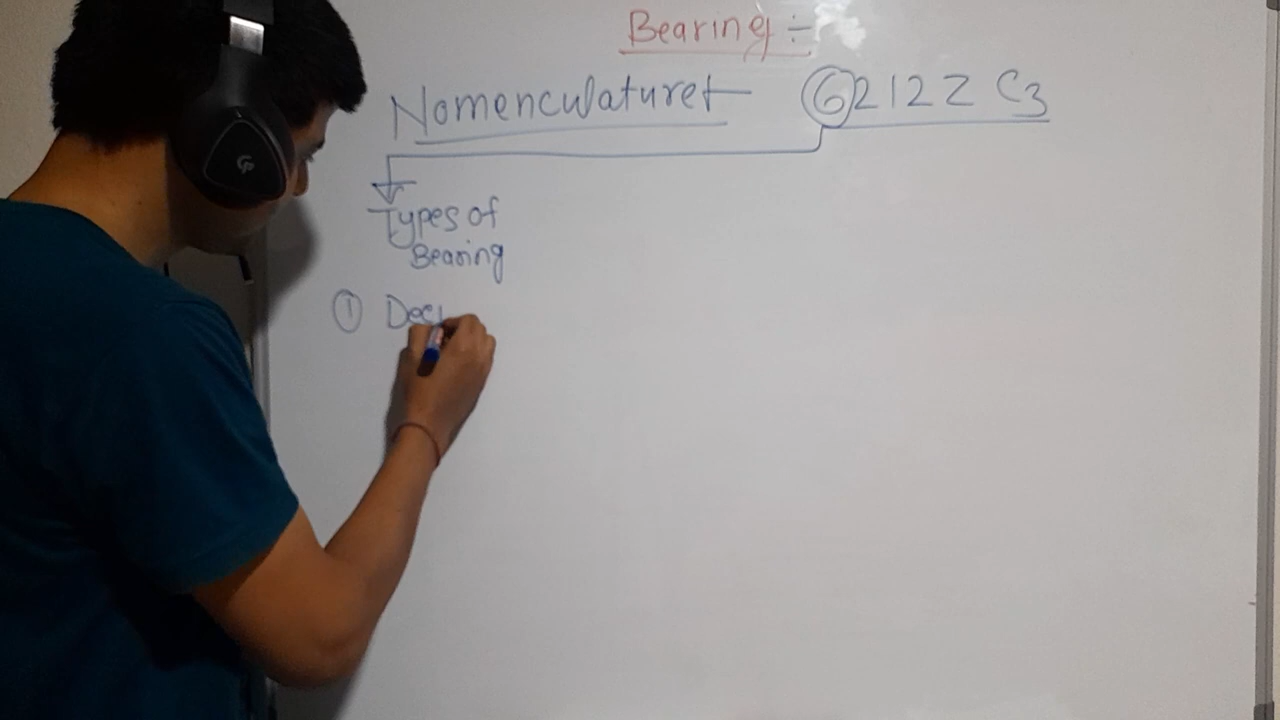 Bearing ÷
Nomenculature 6212Z C3
Types of
Bearing
① Dee